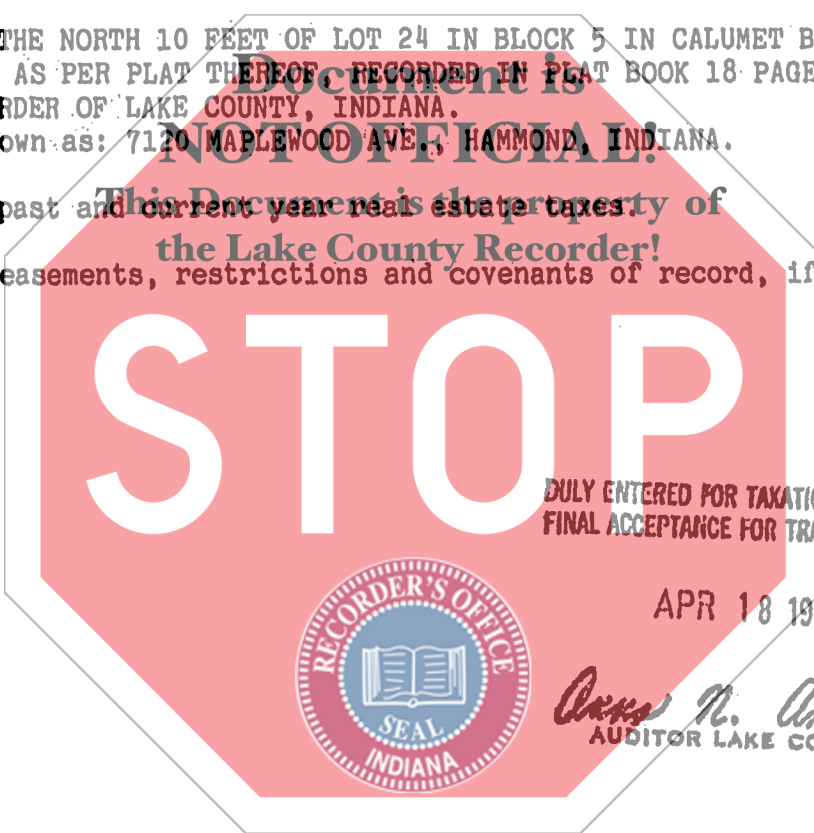 THE NORTH 10 FEET OF LOT 24 IN BLOCK 5 IN CALUMET B
Document is
AS PER PLAT THEREOF, RECORDED IN PLAT BOOK 18 PAGE
RDER OF LAKE COUNTY, INDIANA.
NOT OFFICIAL!
own as: 7120 MAPLEWOOD AVE., HAMMOND, INDIANA.
This Document is the property of
past and current year real estate taxes.
the Lake County Recorder!
easements, restrictions and covenants of record, if
STOP
DULY ENTERED FOR TAXATIO
FINAL ACCEPTANCE FOR TRA
APR 18 19
RECORDER'S OFFICE
SEAL
INDIANA
N.
AUDITOR LAKE CO